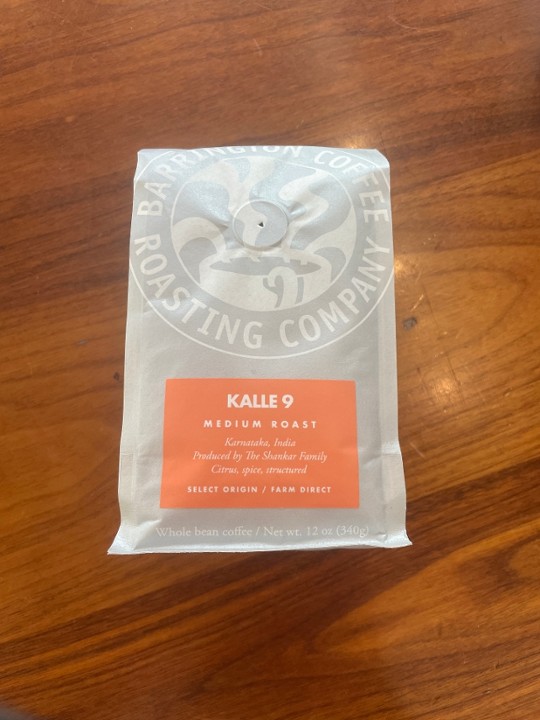 BARRINGTON COFFEE
ROASTING COMPANY
KALLE 9
MEDIUM ROAST
Karnataka, India
Produced by The Shankar Family
Citrus, spice, structured
SELECT ORIGIN / FARM DIRECT
Whole bean coffee / Net wt. 12 oz (340g)